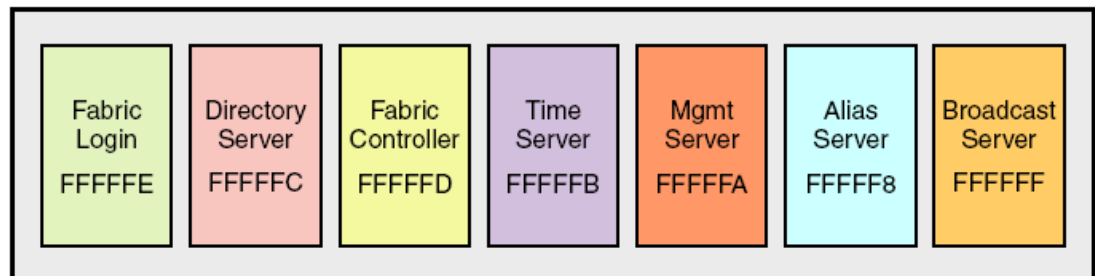 Fabric
Login
FFFFFE
Directory
Server
FFFFFC
Fabric
Controller
FFFFFD
Time
Server
FFFFFB
Mgmt
Server
FFFFFA
Alias
Server
FFFFF8
Broadcast
Server
FFFFFF